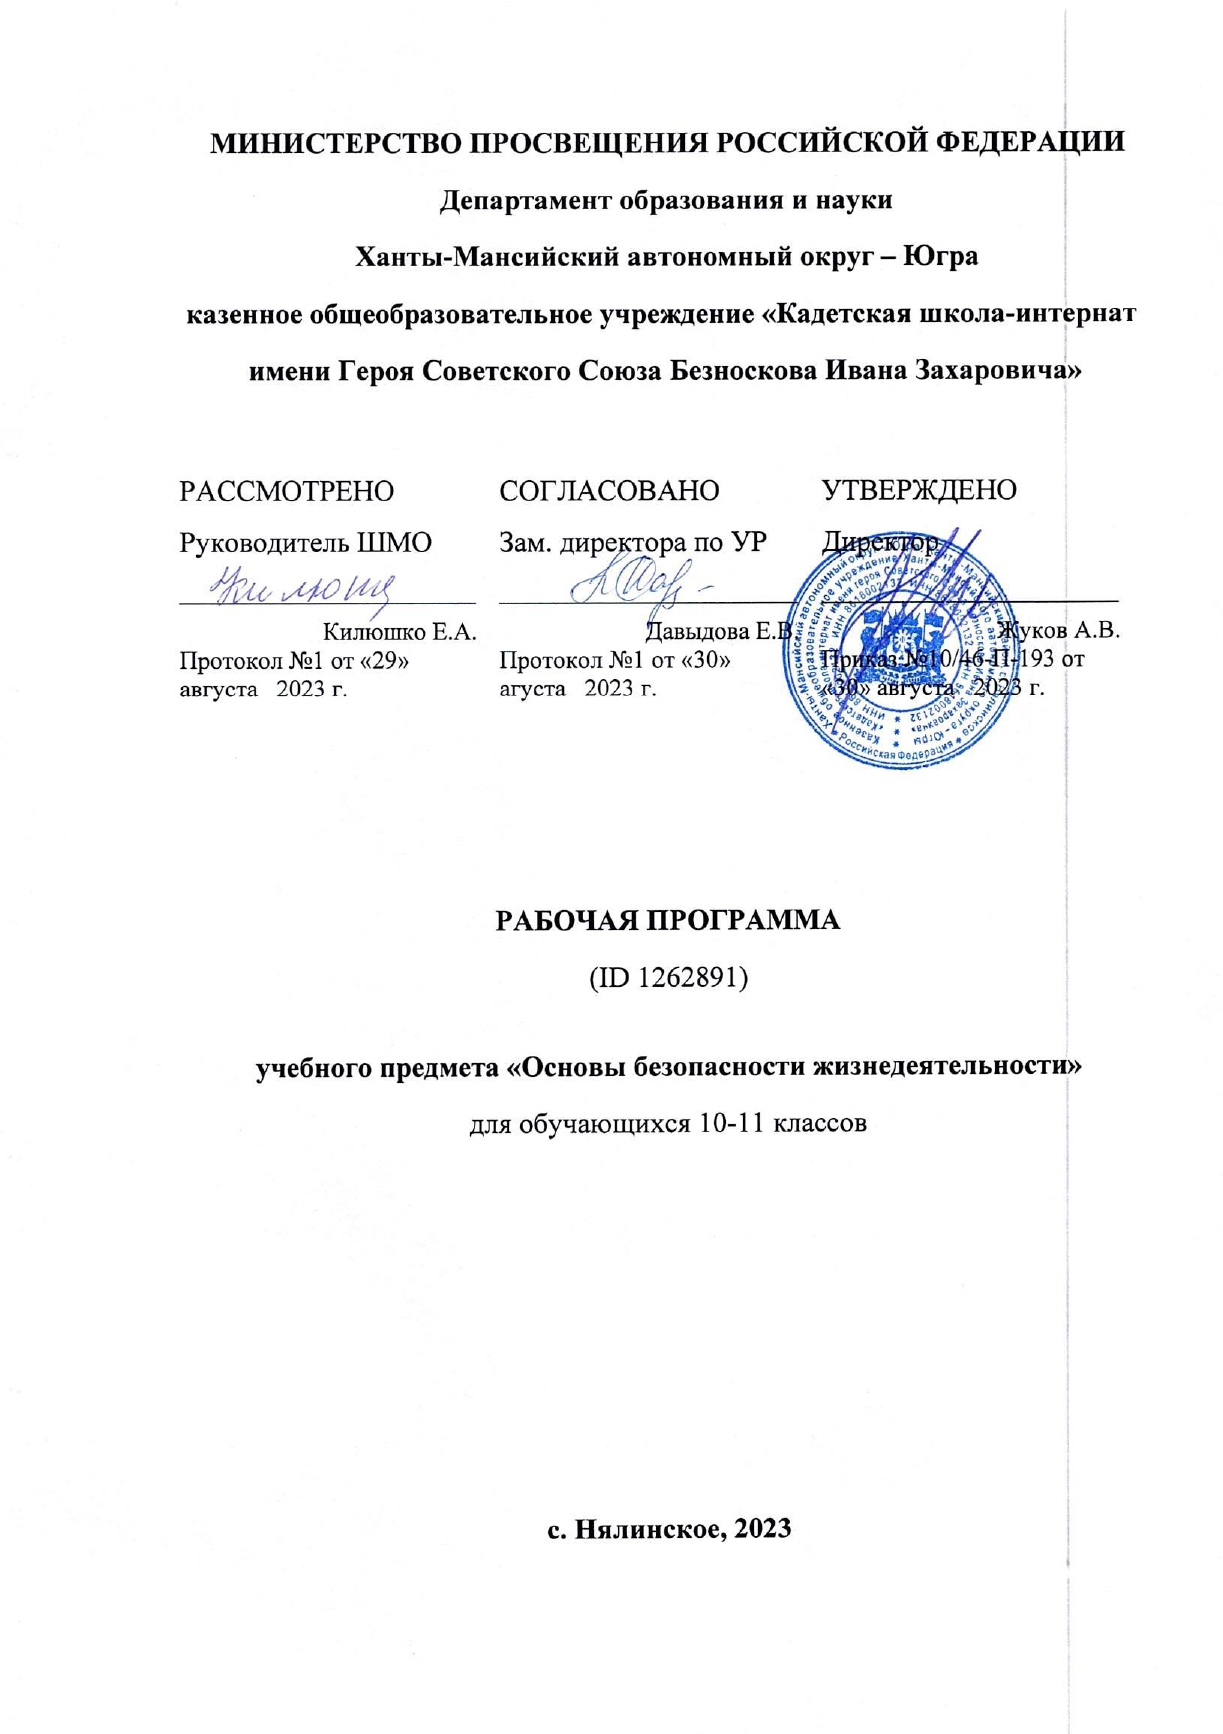 МИНИСТЕРСТВО ПРОСВЕЩЕНИЯ РОССИЙСКОЙ ФЕДЕРАЦИИ
Департамент образования и науки
Ханты-Мансийский автономный округ – Югра
казенное общеобразовательное учреждение «Кадетская школа-интернат
имени Героя Советского Союза Безноскова Ивана Захаровича»
РАССМОТРЕНО
Руководитель ШМО
Килюшко Е.А.
Протокол №1 от «29»
августа 2023 г.
СОГЛАСОВАНО
Зам. директора по УР
Давыдова Е.В.
Протокол №1 от «30»
агуста 2023 г.
УТВЕРЖДЕНО
Директор
Жуков А.В.
Приказ №10/46-П-193 от
«30» августа 2023 г.
Российская Федерация
РАБОЧАЯ ПРОГРАММА
(ID 1262891)
учебного предмета «Основы безопасности жизнедеятельности»
для обучающихся 10-11 классов
с. Нялинское, 2023